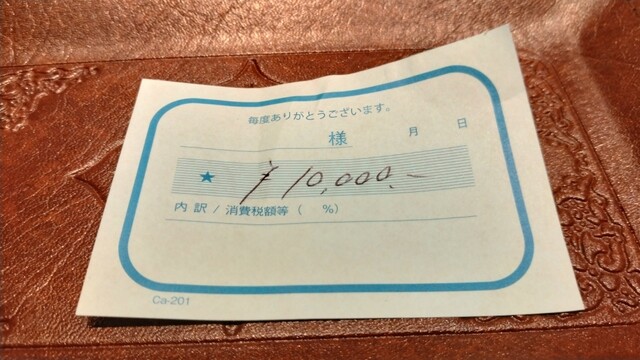 毎度ありがとうございます。
様 月 日
★ ¥10,000.-
内 訳 / 消費税額等 ( %)
Ca-201